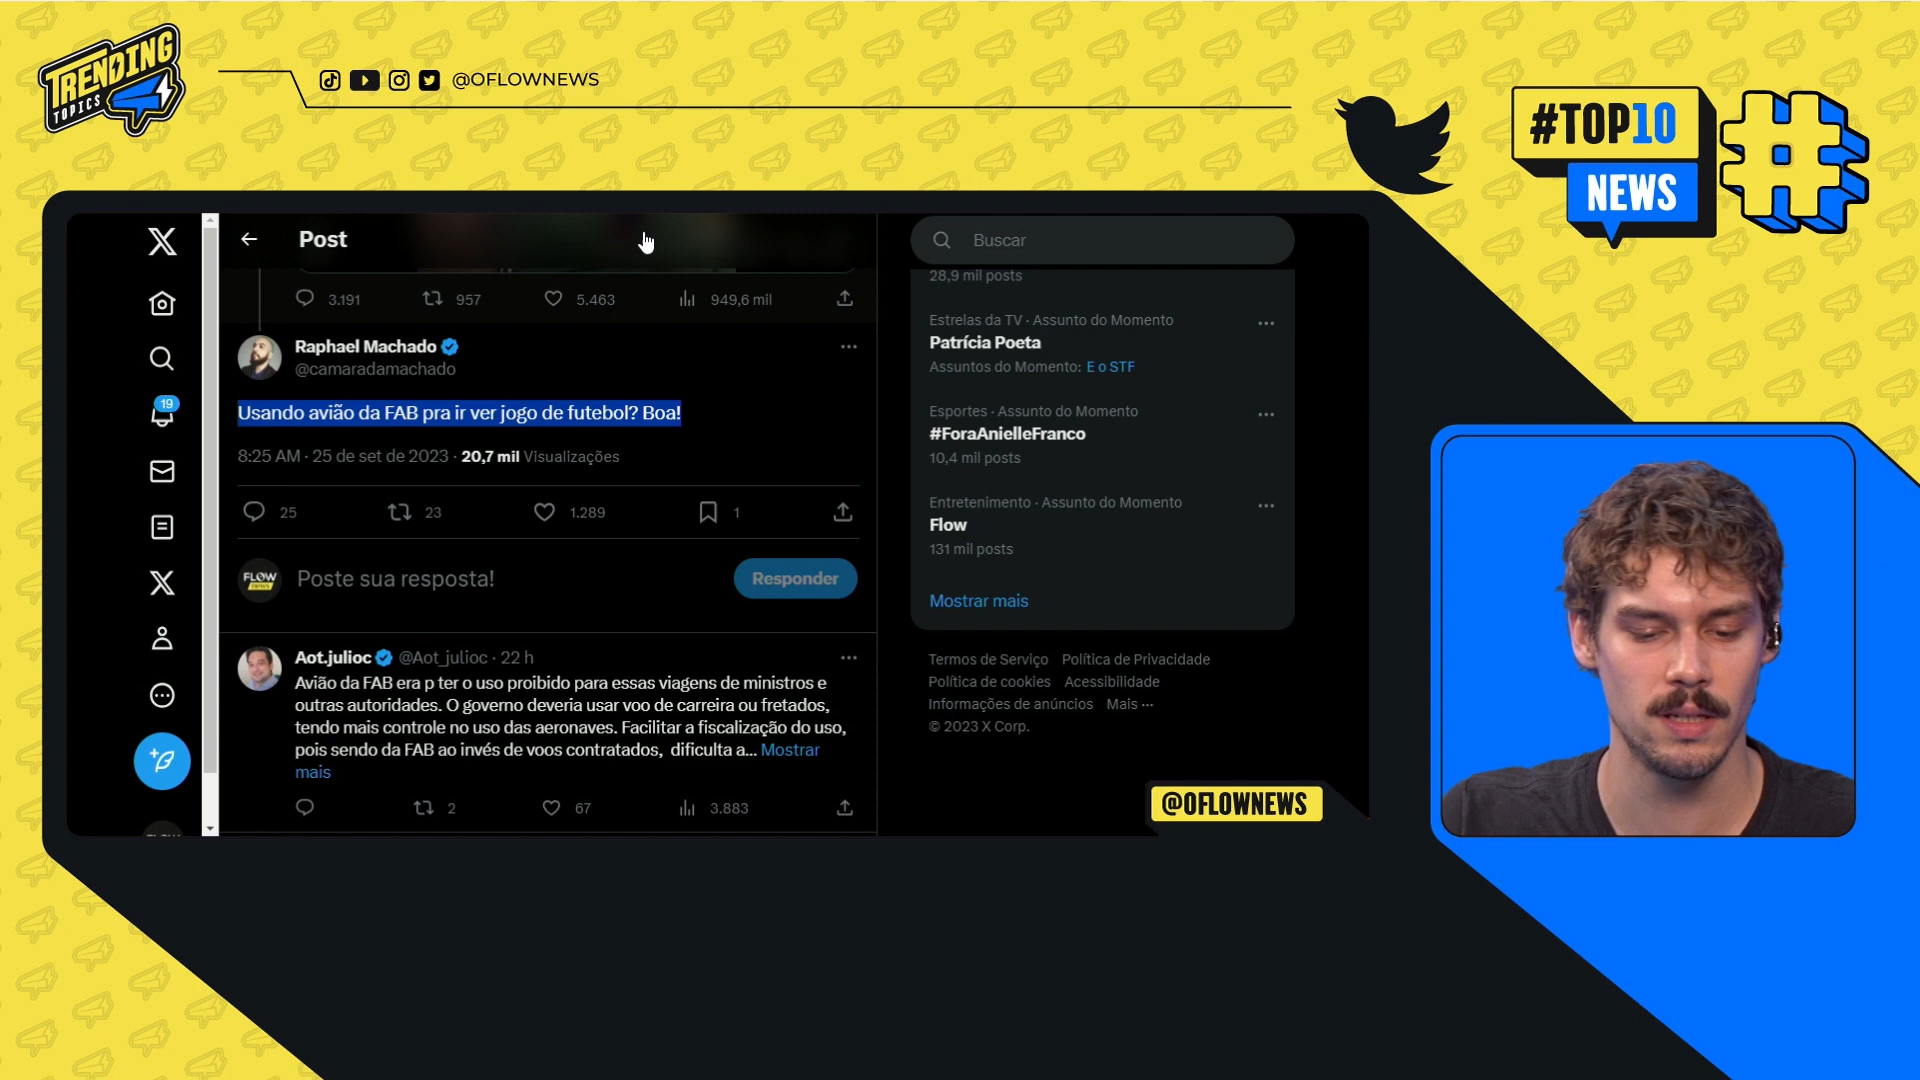 TRENDING
TOPICS
@OFLOWNEWS
#TOP10
NEWS
Post
Buscar
28,9 mil posts
3.191 957 5.463 949,6 mil
Estrelas da TV · Assunto do Momento
Patrícia Poeta
Assuntos do Momento: E o STF
Raphael Machado
@camaradamachado
Usando avião da FAB pra ir ver jogo de futebol? Boa!
8:25 AM · 25 de set de 2023 · 20,7 mil Visualizações
19
Esportes · Assunto do Momento
#ForaAnielleFranco
10,4 mil posts
25 23 1.289 1
Entretenimento · Assunto do Momento
Flow
131 mil posts
FLOW
NEWS
Poste sua resposta!
Responder
Mostrar mais
Aot.julioc @Aot_julioc · 22 h
Avião da FAB era p ter o uso proibido para essas viagens de ministros e
outras autoridades. O governo deveria usar voo de carreira ou fretados,
tendo mais controle no uso das aeronaves. Facilitar a fiscalização do uso,
pois sendo da FAB ao invés de voos contratados, dificulta a... Mostrar
mais
2 67 3.883
Termos de Serviço Política de Privacidade
Política de cookies Acessibilidade
Informações de anúncios Mais ···
© 2023 X Corp.
@OFLOWNEWS